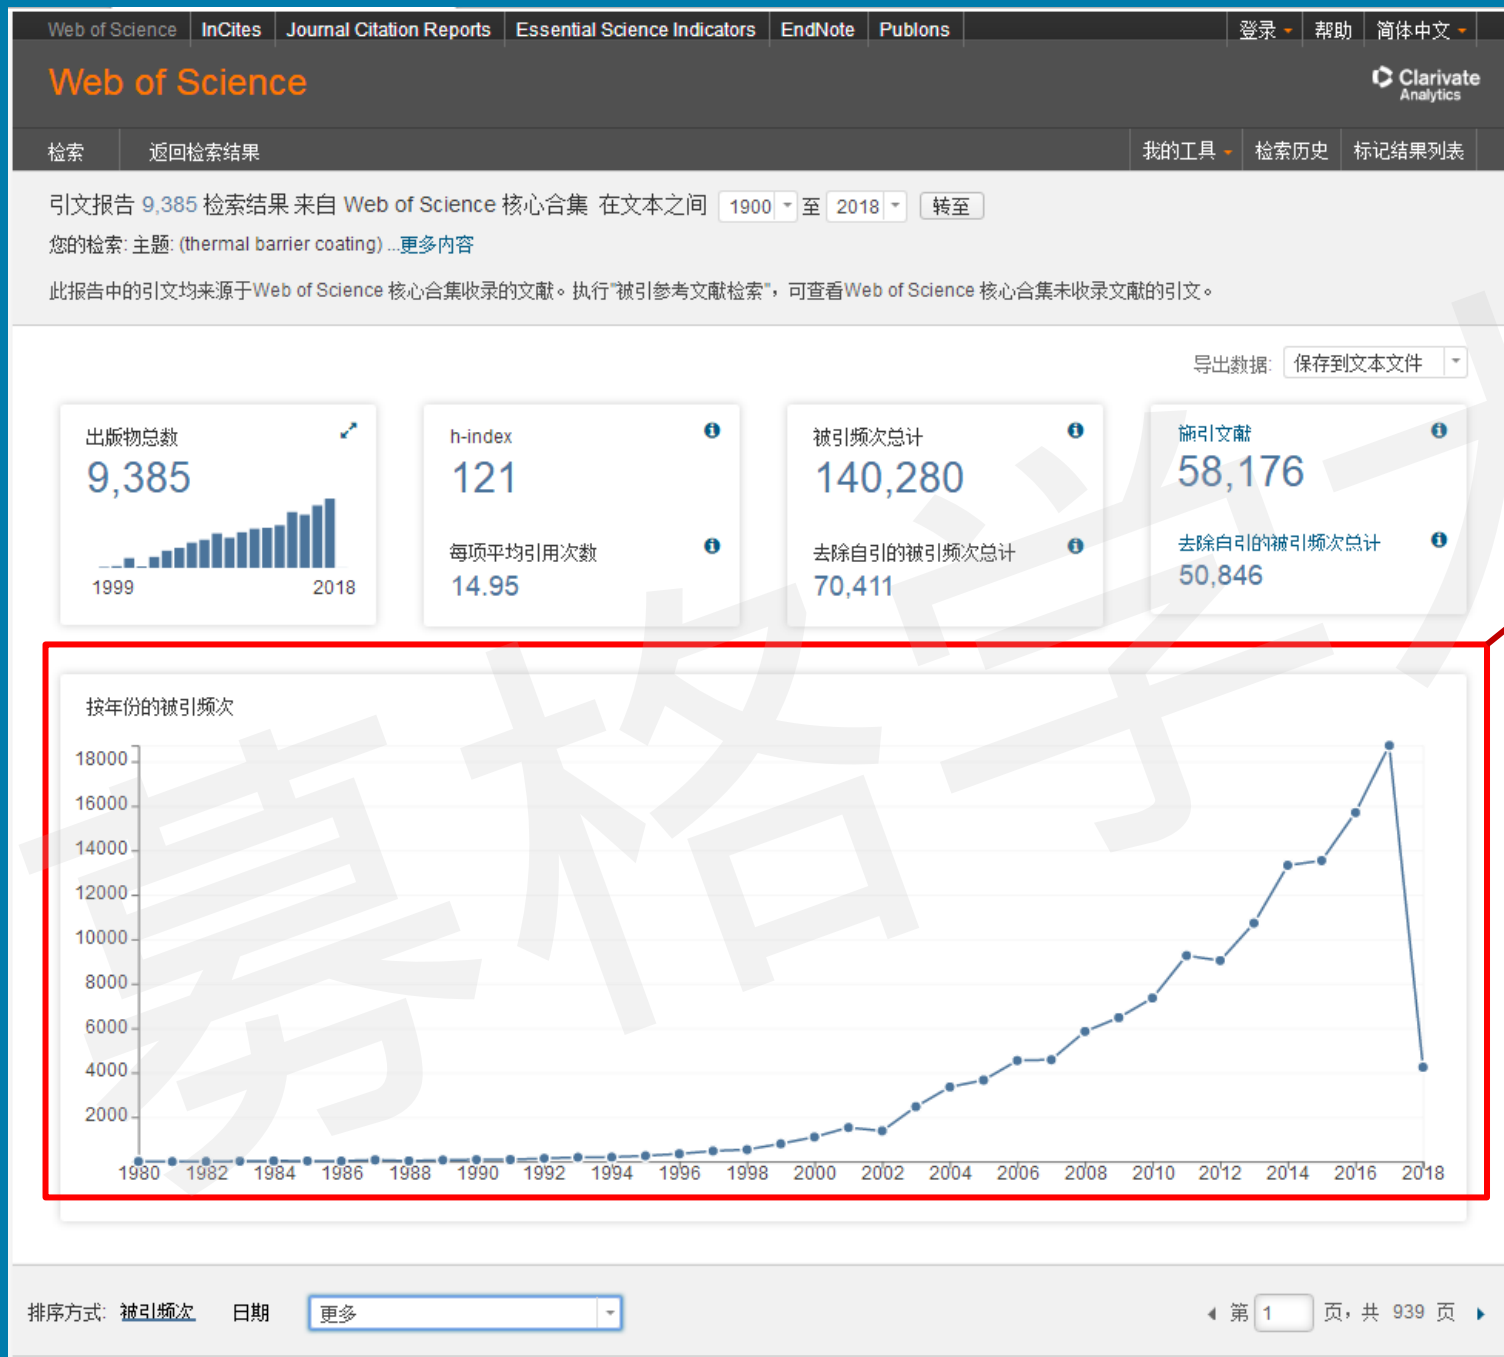 Web of Science InCites Journal Citation Reports Essential Science Indicators EndNote Publons 登录 帮助 简体中文
Web of Science
Clarivate
Analytics
检索 返回检索结果 我的工具 检索历史 标记结果列表
引文报告 9,385 检索结果 来自 Web of Science 核心合集 在文本之间 1900 至 2018 转至
您的检索: 主题: (thermal barrier coating) ...更多内容
此报告中的引文均来源于Web of Science 核心合集收录的文献。执行"被引参考文献检索"，可查看Web of Science 核心合集未收录文献的引文。
导出数据: 保存到文本文件
出版物总数
9,385
1999 2018
h-index
121
每项平均引用次数
14.95
被引频次总计
140,280
去除自引的被引频次总计
70,411
施引文献
58,176
去除自引的被引频次总计
50,846
按年份的被引频次
18000
16000
14000
12000
10000
8000
6000
4000
2000
1980 1982 1984 1986 1988 1990 1992 1994 1996 1998 2000 2002 2004 2006 2008 2010 2012 2014 2016 2018
排序方式: 被引频次 日期 更多
第 1 页，共 939 页
募格学